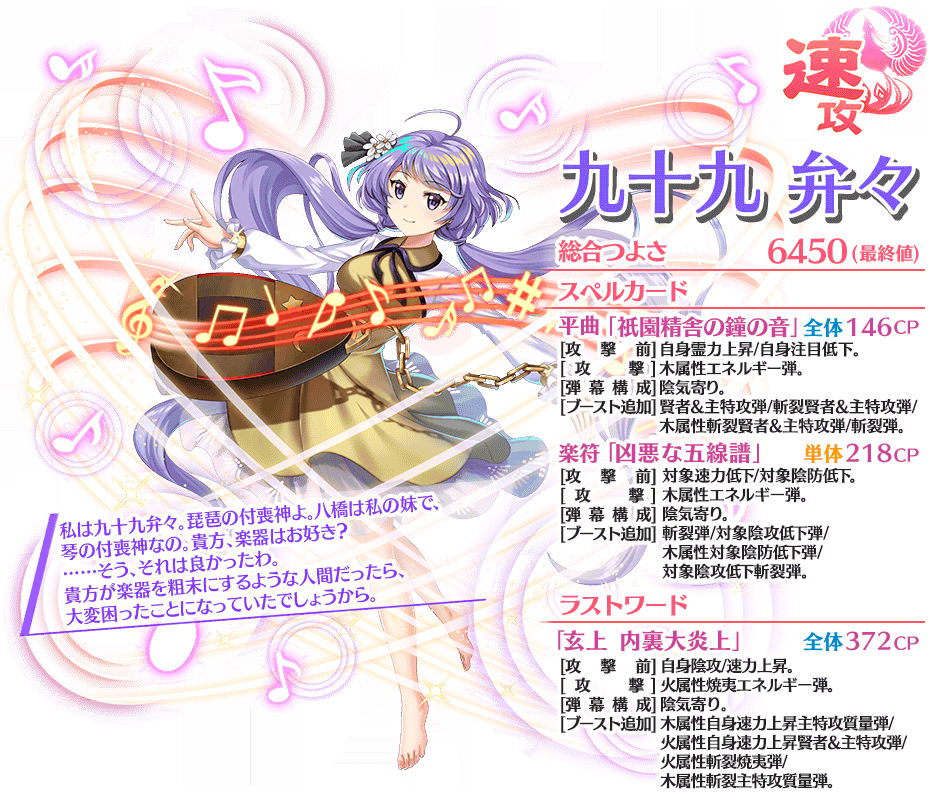 速攻
九十九 弁々
総合つよさ 6450(最終値)
スペルカード
平曲「祇園精舎の鐘の音」全体146CP
[攻撃前]自身霊力上昇/自身注目低下。
[攻撃]木属性エネルギー弾。
[弾幕構成]陰気寄り。
[ブースト追加]賢者&主特攻弾/斬裂賢者&主特攻弾/
木属性斬裂賢者&主特攻弾/斬裂弾。
楽符「凶悪な五線譜」 単体218CP
[攻撃前]対象速力低下/対象陰防低下。
[攻撃]木属性エネルギー弾。
[弾幕構成]陰気寄り。
[ブースト追加]斬裂弾/対象陰攻低下弾/
木属性対象陰防低下弾/
対象陰攻低下斬裂弾。
ラストワード
「玄上 内裏大炎上」 全体372CP
[攻撃前]自身陰攻/速力上昇。
[攻撃]火属性焼夷エネルギー弾。
[弾幕構成]陰気寄り。
[ブースト追加]木属性自身速力上昇主特攻質量弾/
火属性自身速力上昇賢者&主特攻弾/
火属性斬裂焼夷弾/
木属性斬裂主特攻質量弾。
私は九十九弁々。琵琶の付喪神よ。八橋は私の妹で、
琴の付喪神なの。貴方、楽器はお好き?
……そう、それは良かったわ。
貴方が楽器を粗末にするような人間だったら、
大変困ったことになっていたでしょうから。